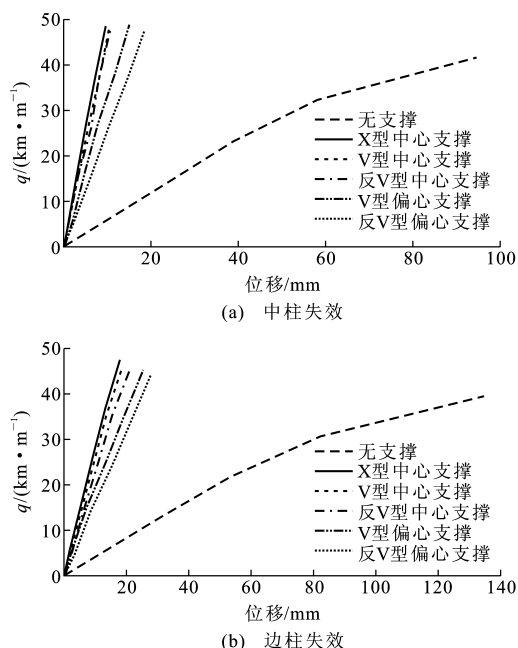 50
40
30
20
10
0
q/(km·m⁻¹)
无支撑
X型中心支撑
V型中心支撑
反V型中心支撑
V型偏心支撑
反V型偏心支撑
20
40
60
80
100
位移/mm
(a) 中柱失效
50
40
30
20
10
0
q/(km·m⁻¹)
无支撑
X型中心支撑
V型中心支撑
反V型中心支撑
V型偏心支撑
反V型偏心支撑
20
40
60
80
100
120
140
位移/mm
(b) 边柱失效